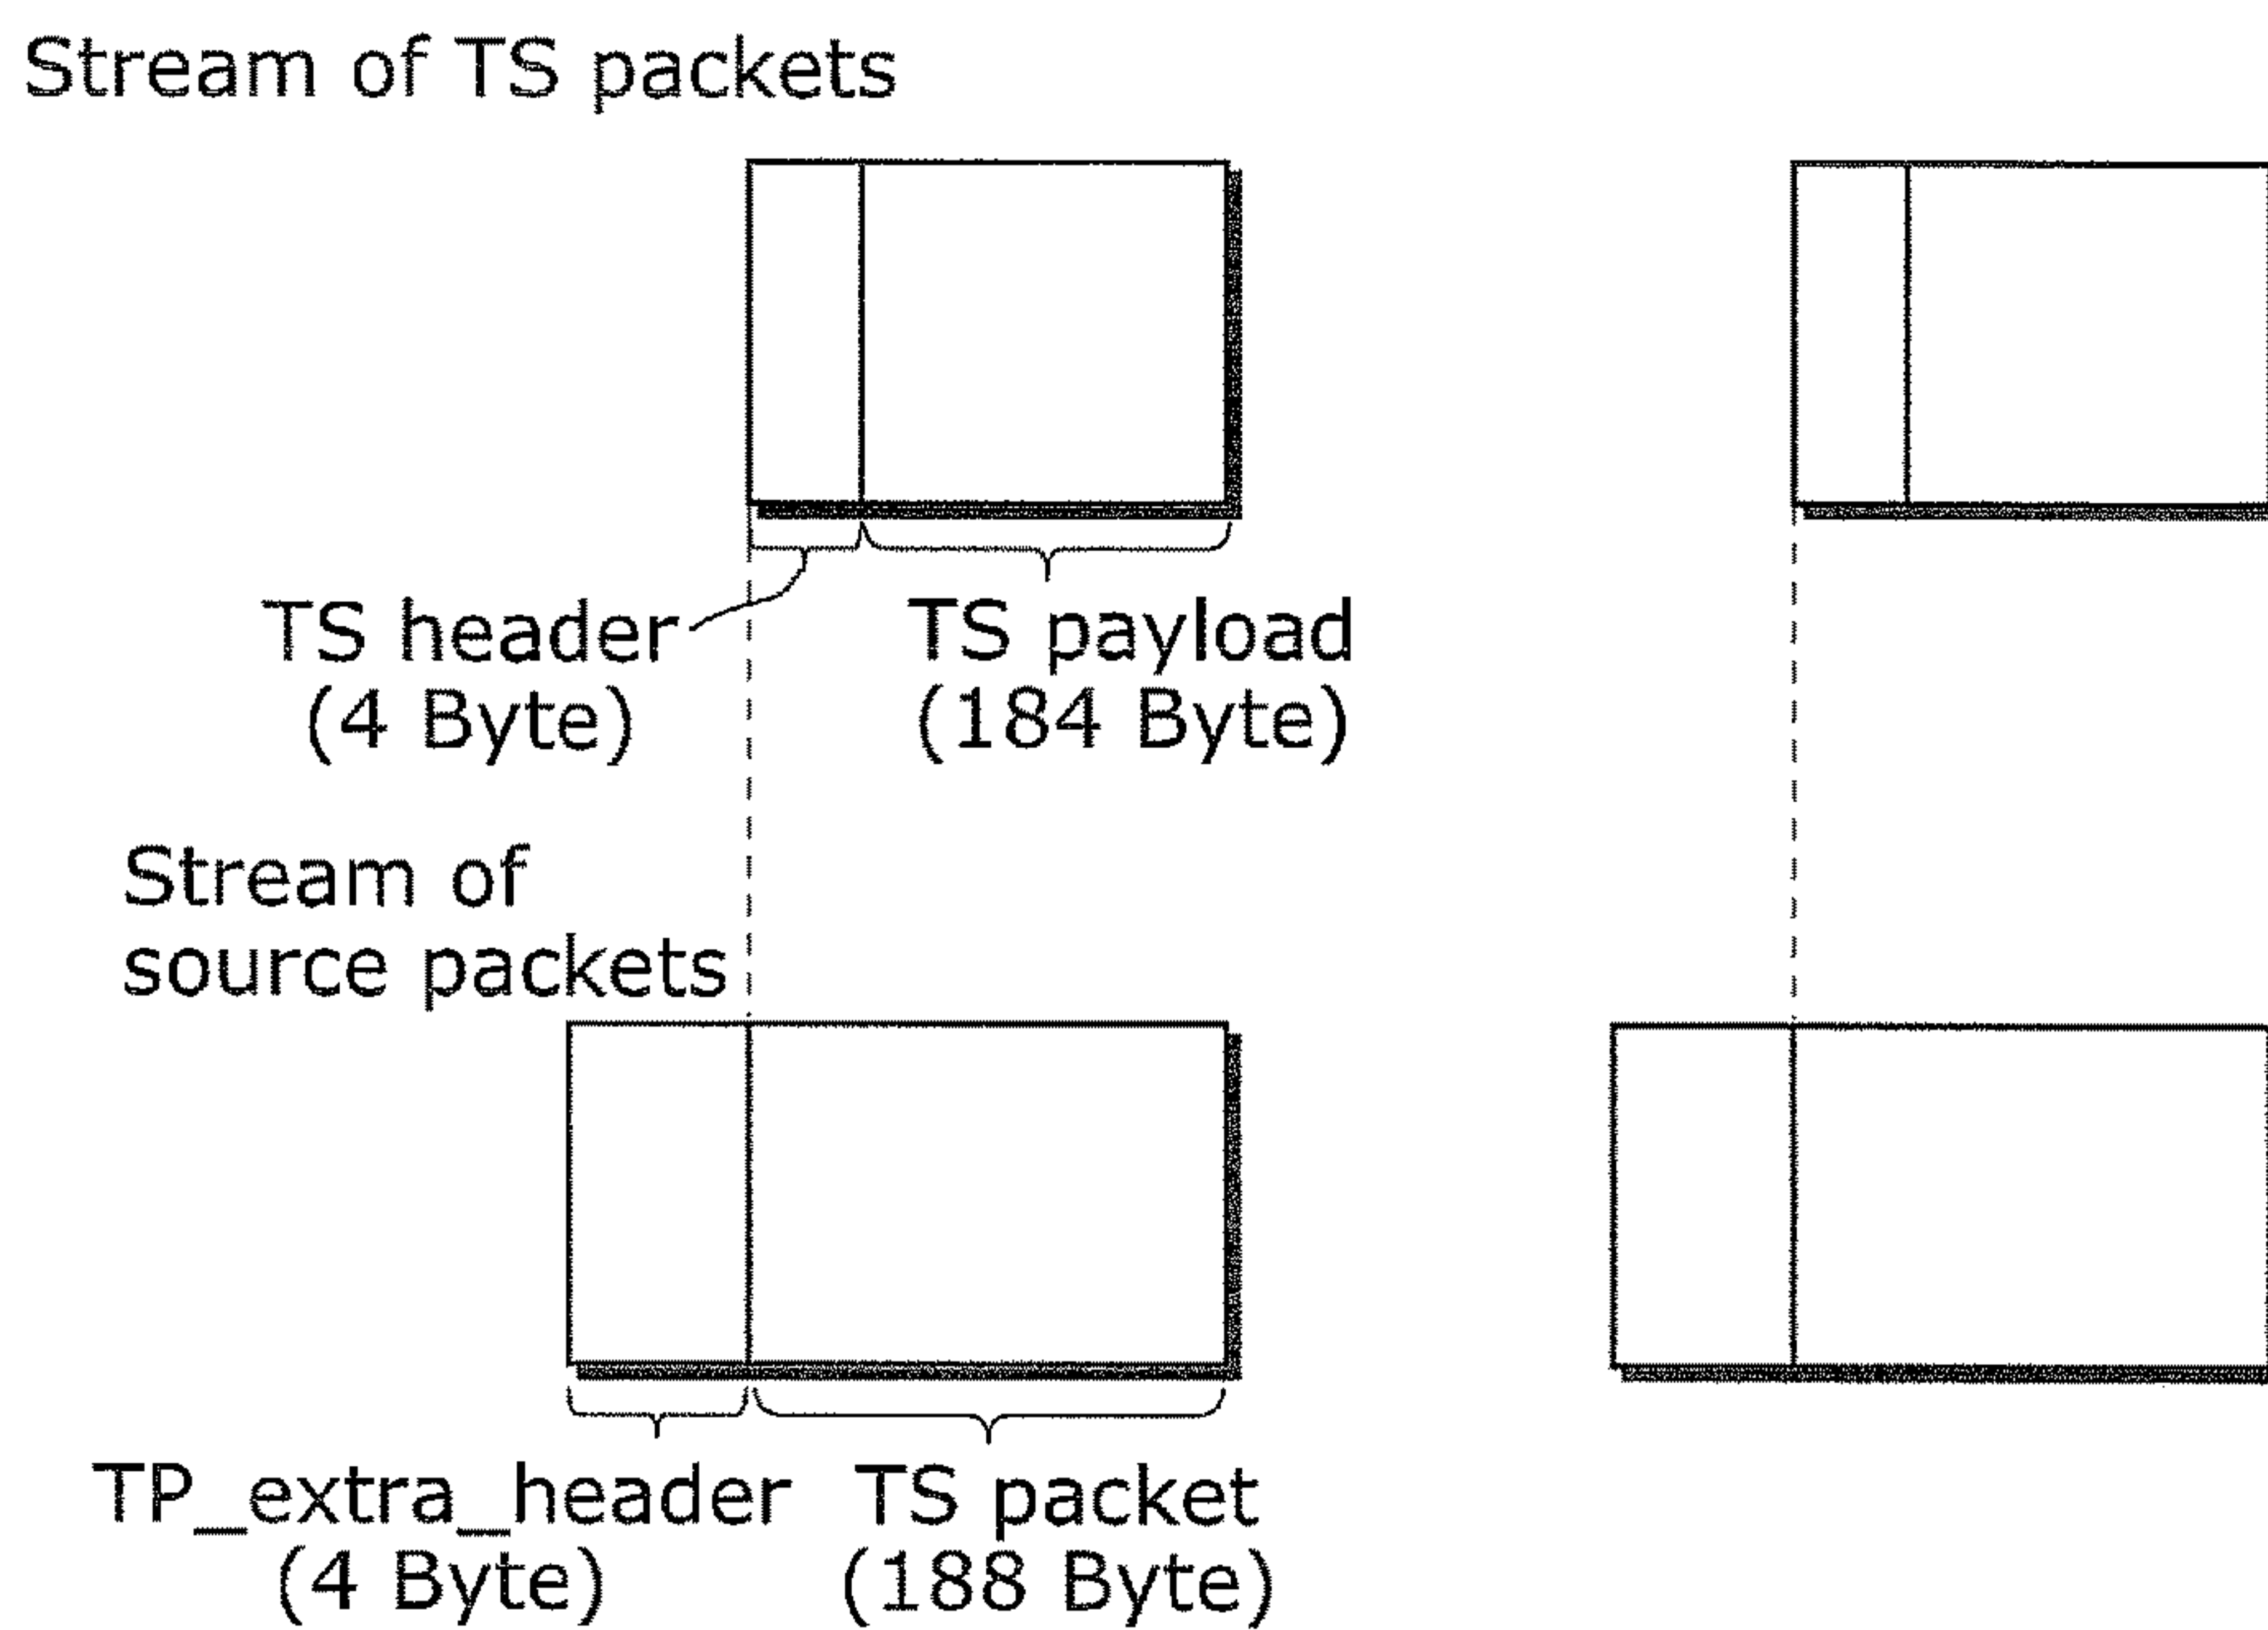 Stream of TS packets
TS header
(4 Byte)
TS payload
(184 Byte)
Stream of
source packets
TP_extra_header
(4 Byte)
TS packet
(188 Byte)